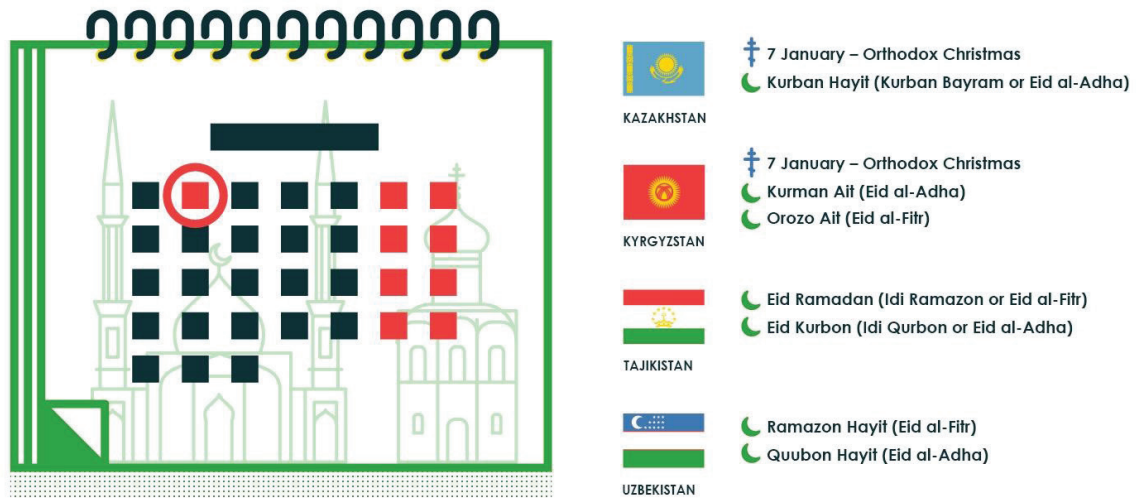 7 January – Orthodox Christmas
Kurban Hayit (Kurban Bayram or Eid al-Adha)
KAZAKHSTAN
7 January – Orthodox Christmas
Kurman Ait (Eid al-Adha)
Orozo Ait (Eid al-Fitr)
KYRGYZSTAN
Eid Ramadan (Idi Ramazon or Eid al-Fitr)
Eid Kurbon (Idi Qurbon or Eid al-Adha)
TAJIKISTAN
Ramazon Hayit (Eid al-Fitr)
Quubon Hayit (Eid al-Adha)
UZBEKISTAN